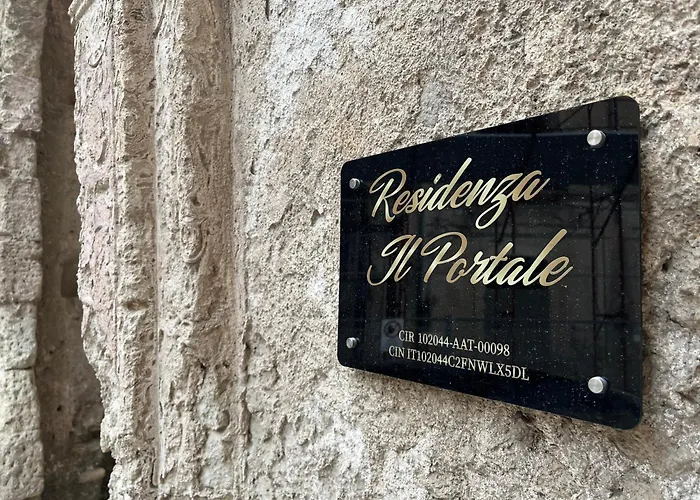 Residenza
Il Portale
CIR 102044-AAT-00098
CIN IT102044C2FNWLX5DL